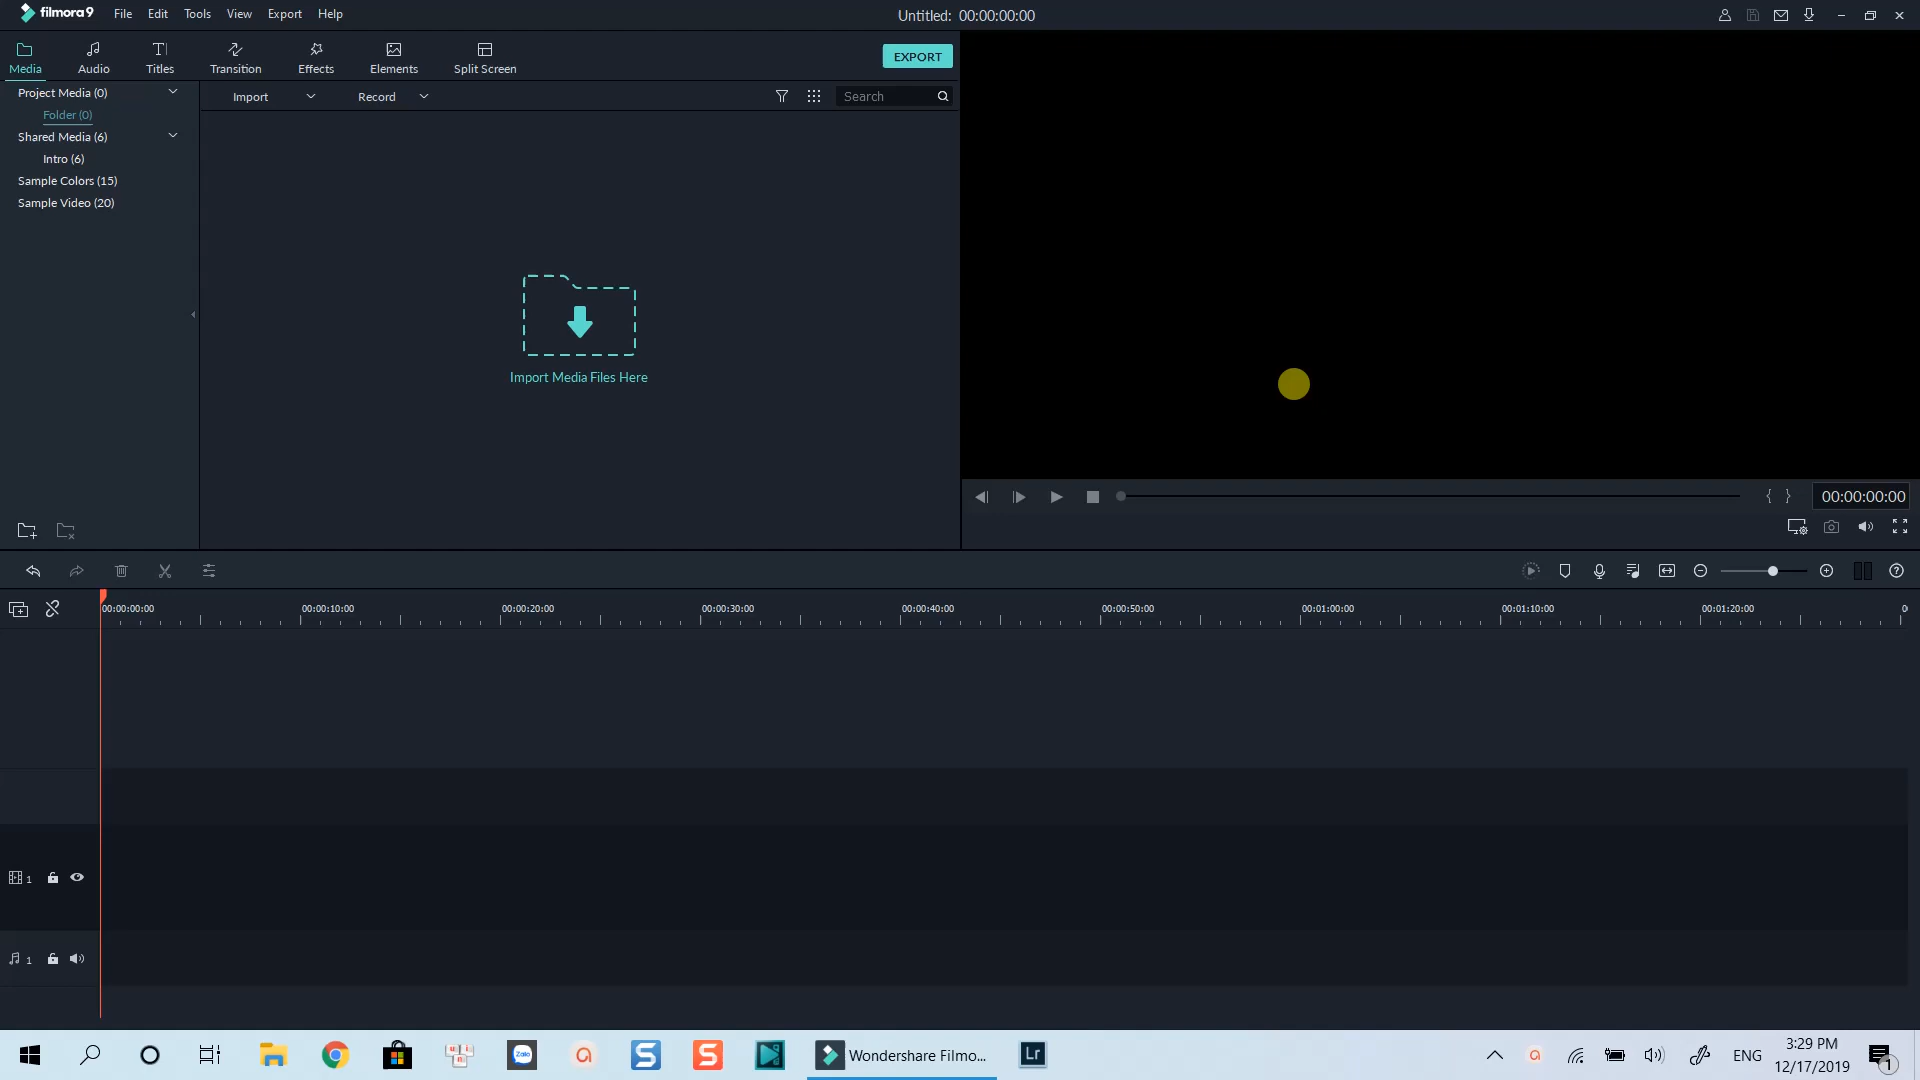 filmora9 File Edit Tools View Export Help Untitled: 00:00:00:00
Media Audio Titles Transition Effects Elements Split Screen EXPORT
Project Media (0)
Folder (0)
Shared Media (6)
Intro (6)
Sample Colors (15)
Sample Video (20)
Import Record Search
Import Media Files Here
{ } 00:00:00:00
00:00:00:00 00:00:10:00 00:00:20:00 00:00:30:00 00:00:40:00 00:00:50:00 00:01:00:00 00:01:10:00 00:01:20:00
1
1
Zalo
S
S
Wondershare Filmo...
Lr
ENG
3:29 PM
12/17/2019
1